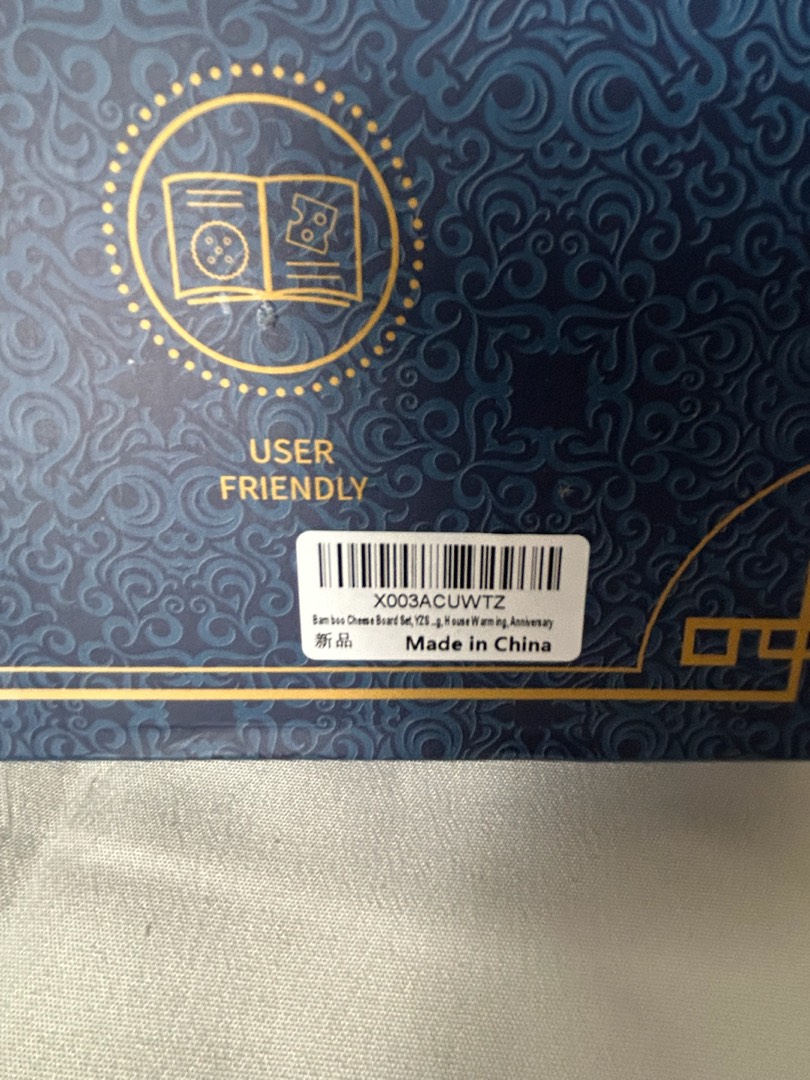 USER
FRIENDLY
X003ACUWTZ
Bamboo Cheese Board Set, YZS ...g, House Warming, Anniversary
新品 Made in China